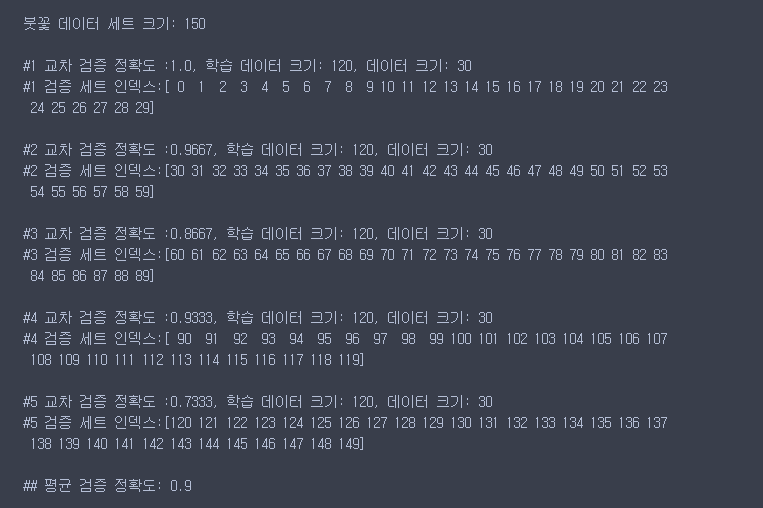 붓꽃 데이터 세트 크기: 150
#1 교차 검증 정확도 :1.0, 학습 데이터 크기: 120, 데이터 크기: 30
#1 검증 세트 인덱스:[ 0  1  2  3  4  5  6  7  8  9 10 11 12 13 14 15 16 17 18 19 20 21 22 23
 24 25 26 27 28 29]
#2 교차 검증 정확도 :0.9667, 학습 데이터 크기: 120, 데이터 크기: 30
#2 검증 세트 인덱스:[30 31 32 33 34 35 36 37 38 39 40 41 42 43 44 45 46 47 48 49 50 51 52 53
 54 55 56 57 58 59]
#3 교차 검증 정확도 :0.8667, 학습 데이터 크기: 120, 데이터 크기: 30
#3 검증 세트 인덱스:[60 61 62 63 64 65 66 67 68 69 70 71 72 73 74 75 76 77 78 79 80 81 82 83
 84 85 86 87 88 89]
#4 교차 검증 정확도 :0.9333, 학습 데이터 크기: 120, 데이터 크기: 30
#4 검증 세트 인덱스:[ 90  91  92  93  94  95  96  97  98  99 100 101 102 103 104 105 106 107
 108 109 110 111 112 113 114 115 116 117 118 119]
#5 교차 검증 정확도 :0.7333, 학습 데이터 크기: 120, 데이터 크기: 30
#5 검증 세트 인덱스:[120 121 122 123 124 125 126 127 128 129 130 131 132 133 134 135 136 137
 138 139 140 141 142 143 144 145 146 147 148 149]
## 평균 검증 정확도: 0.9